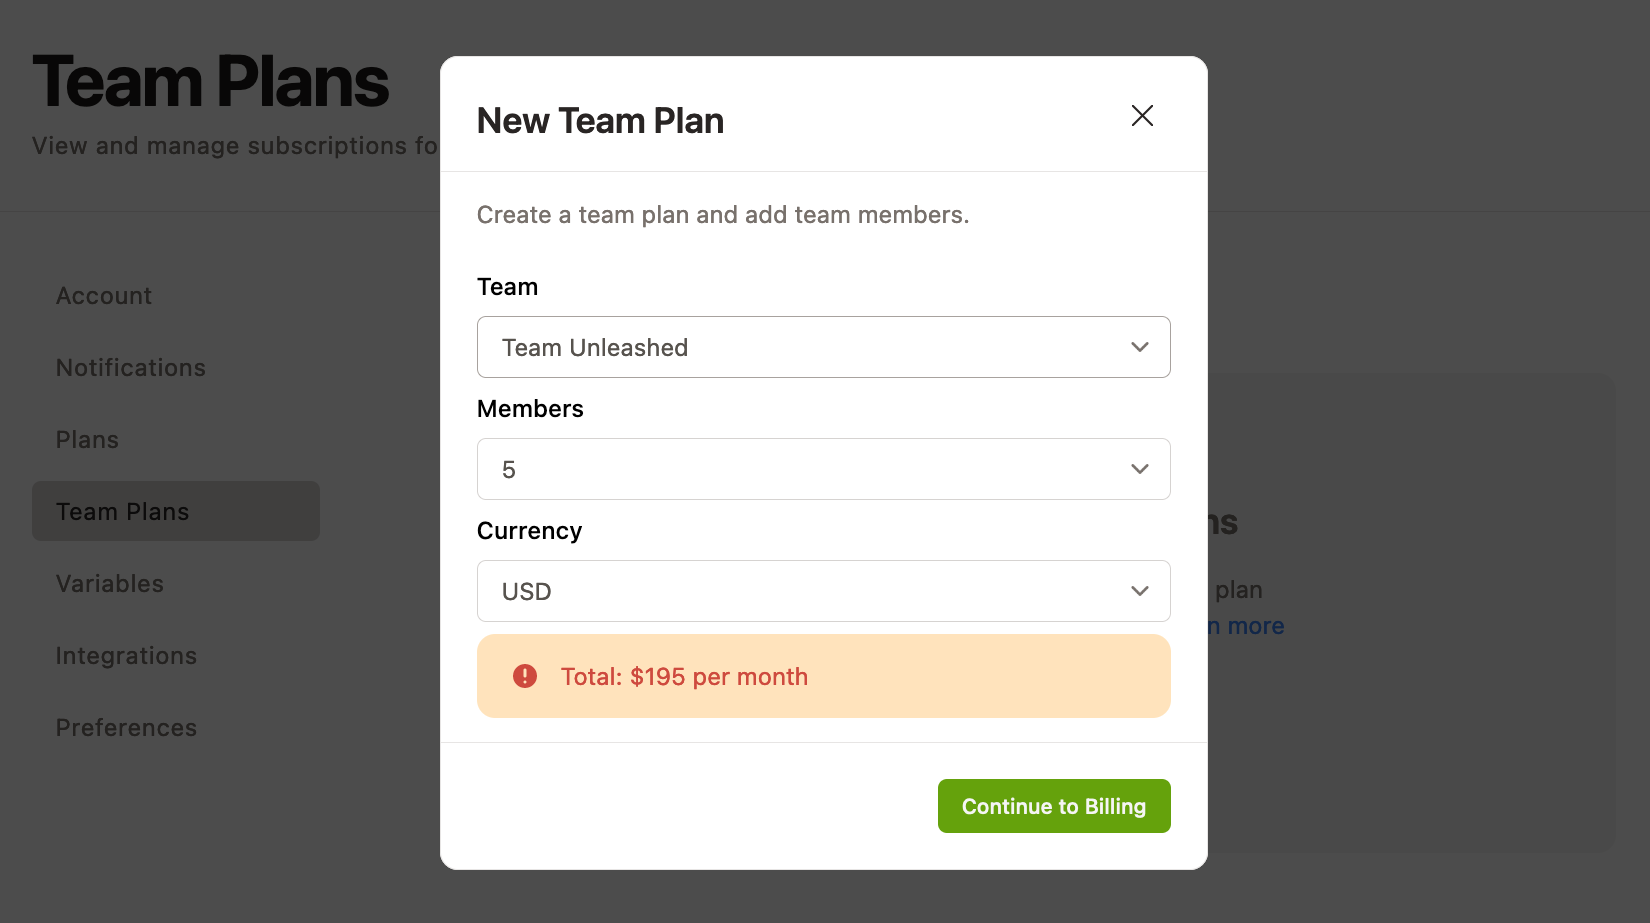 Team Plans
View and manage subscriptions fo
Account
Notifications
Plans
Team Plans
Variables
Integrations
Preferences
New Team Plan
Create a team plan and add team members.
Team
Team Unleashed
Members
5
Currency
USD
Total: $195 per month
Continue to Billing
plan
more